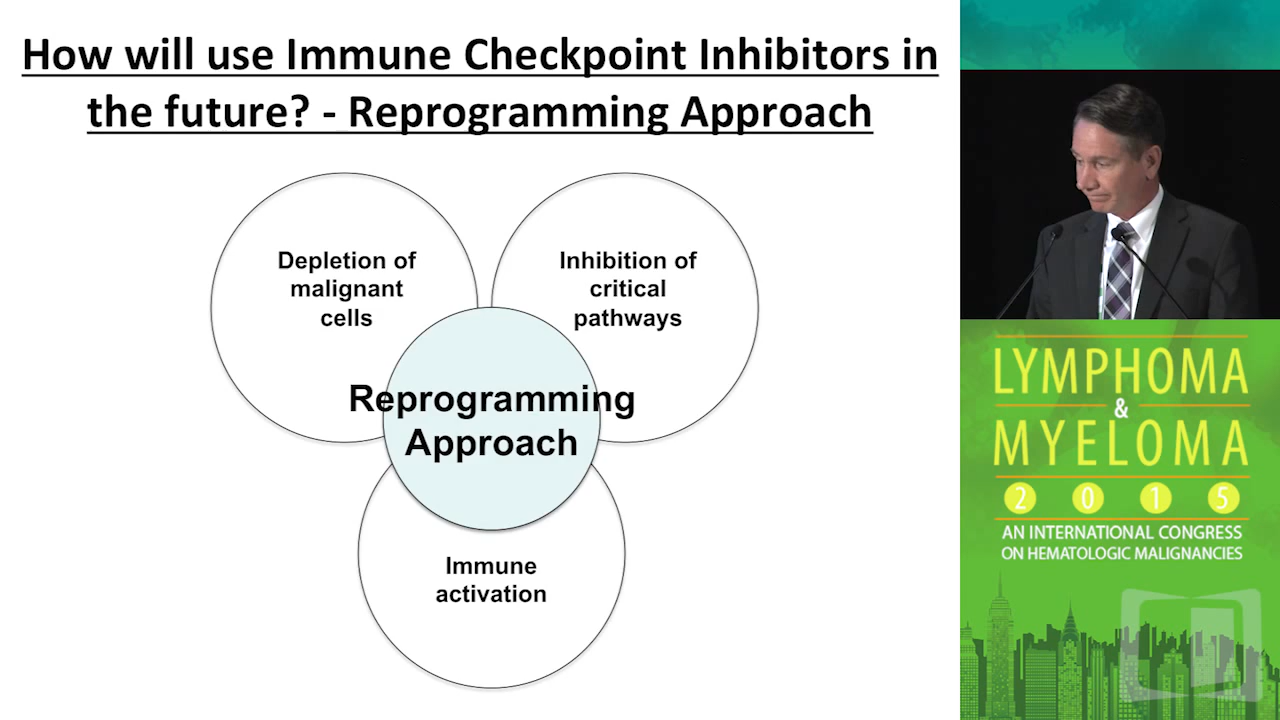 How will use Immune Checkpoint Inhibitors in
the future? - Reprogramming Approach
Depletion of
malignant
cells
Inhibition of
critical
pathways
Reprogramming
Approach
Immune
activation
LYMPHOMA
&
MYELOMA
2 0 1 5
AN INTERNATIONAL CONGRESS
ON HEMATOLOGIC MALIGNANCIES